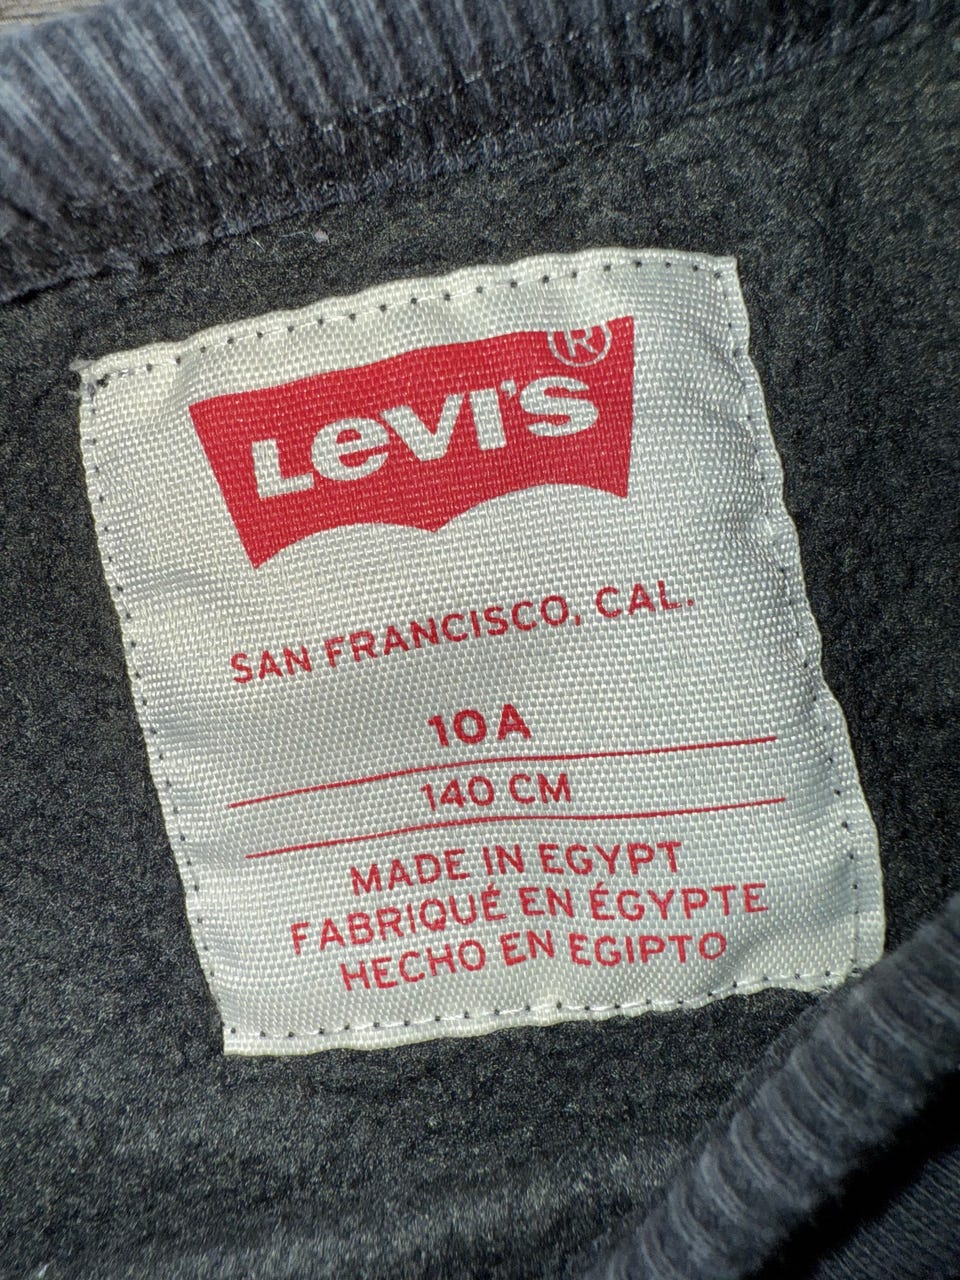 Levi's ®
SAN FRANCISCO, CAL.
10A
140 CM
MADE IN EGYPT
FABRIQUÉ EN ÉGYPTE
HECHO EN EGIPTO